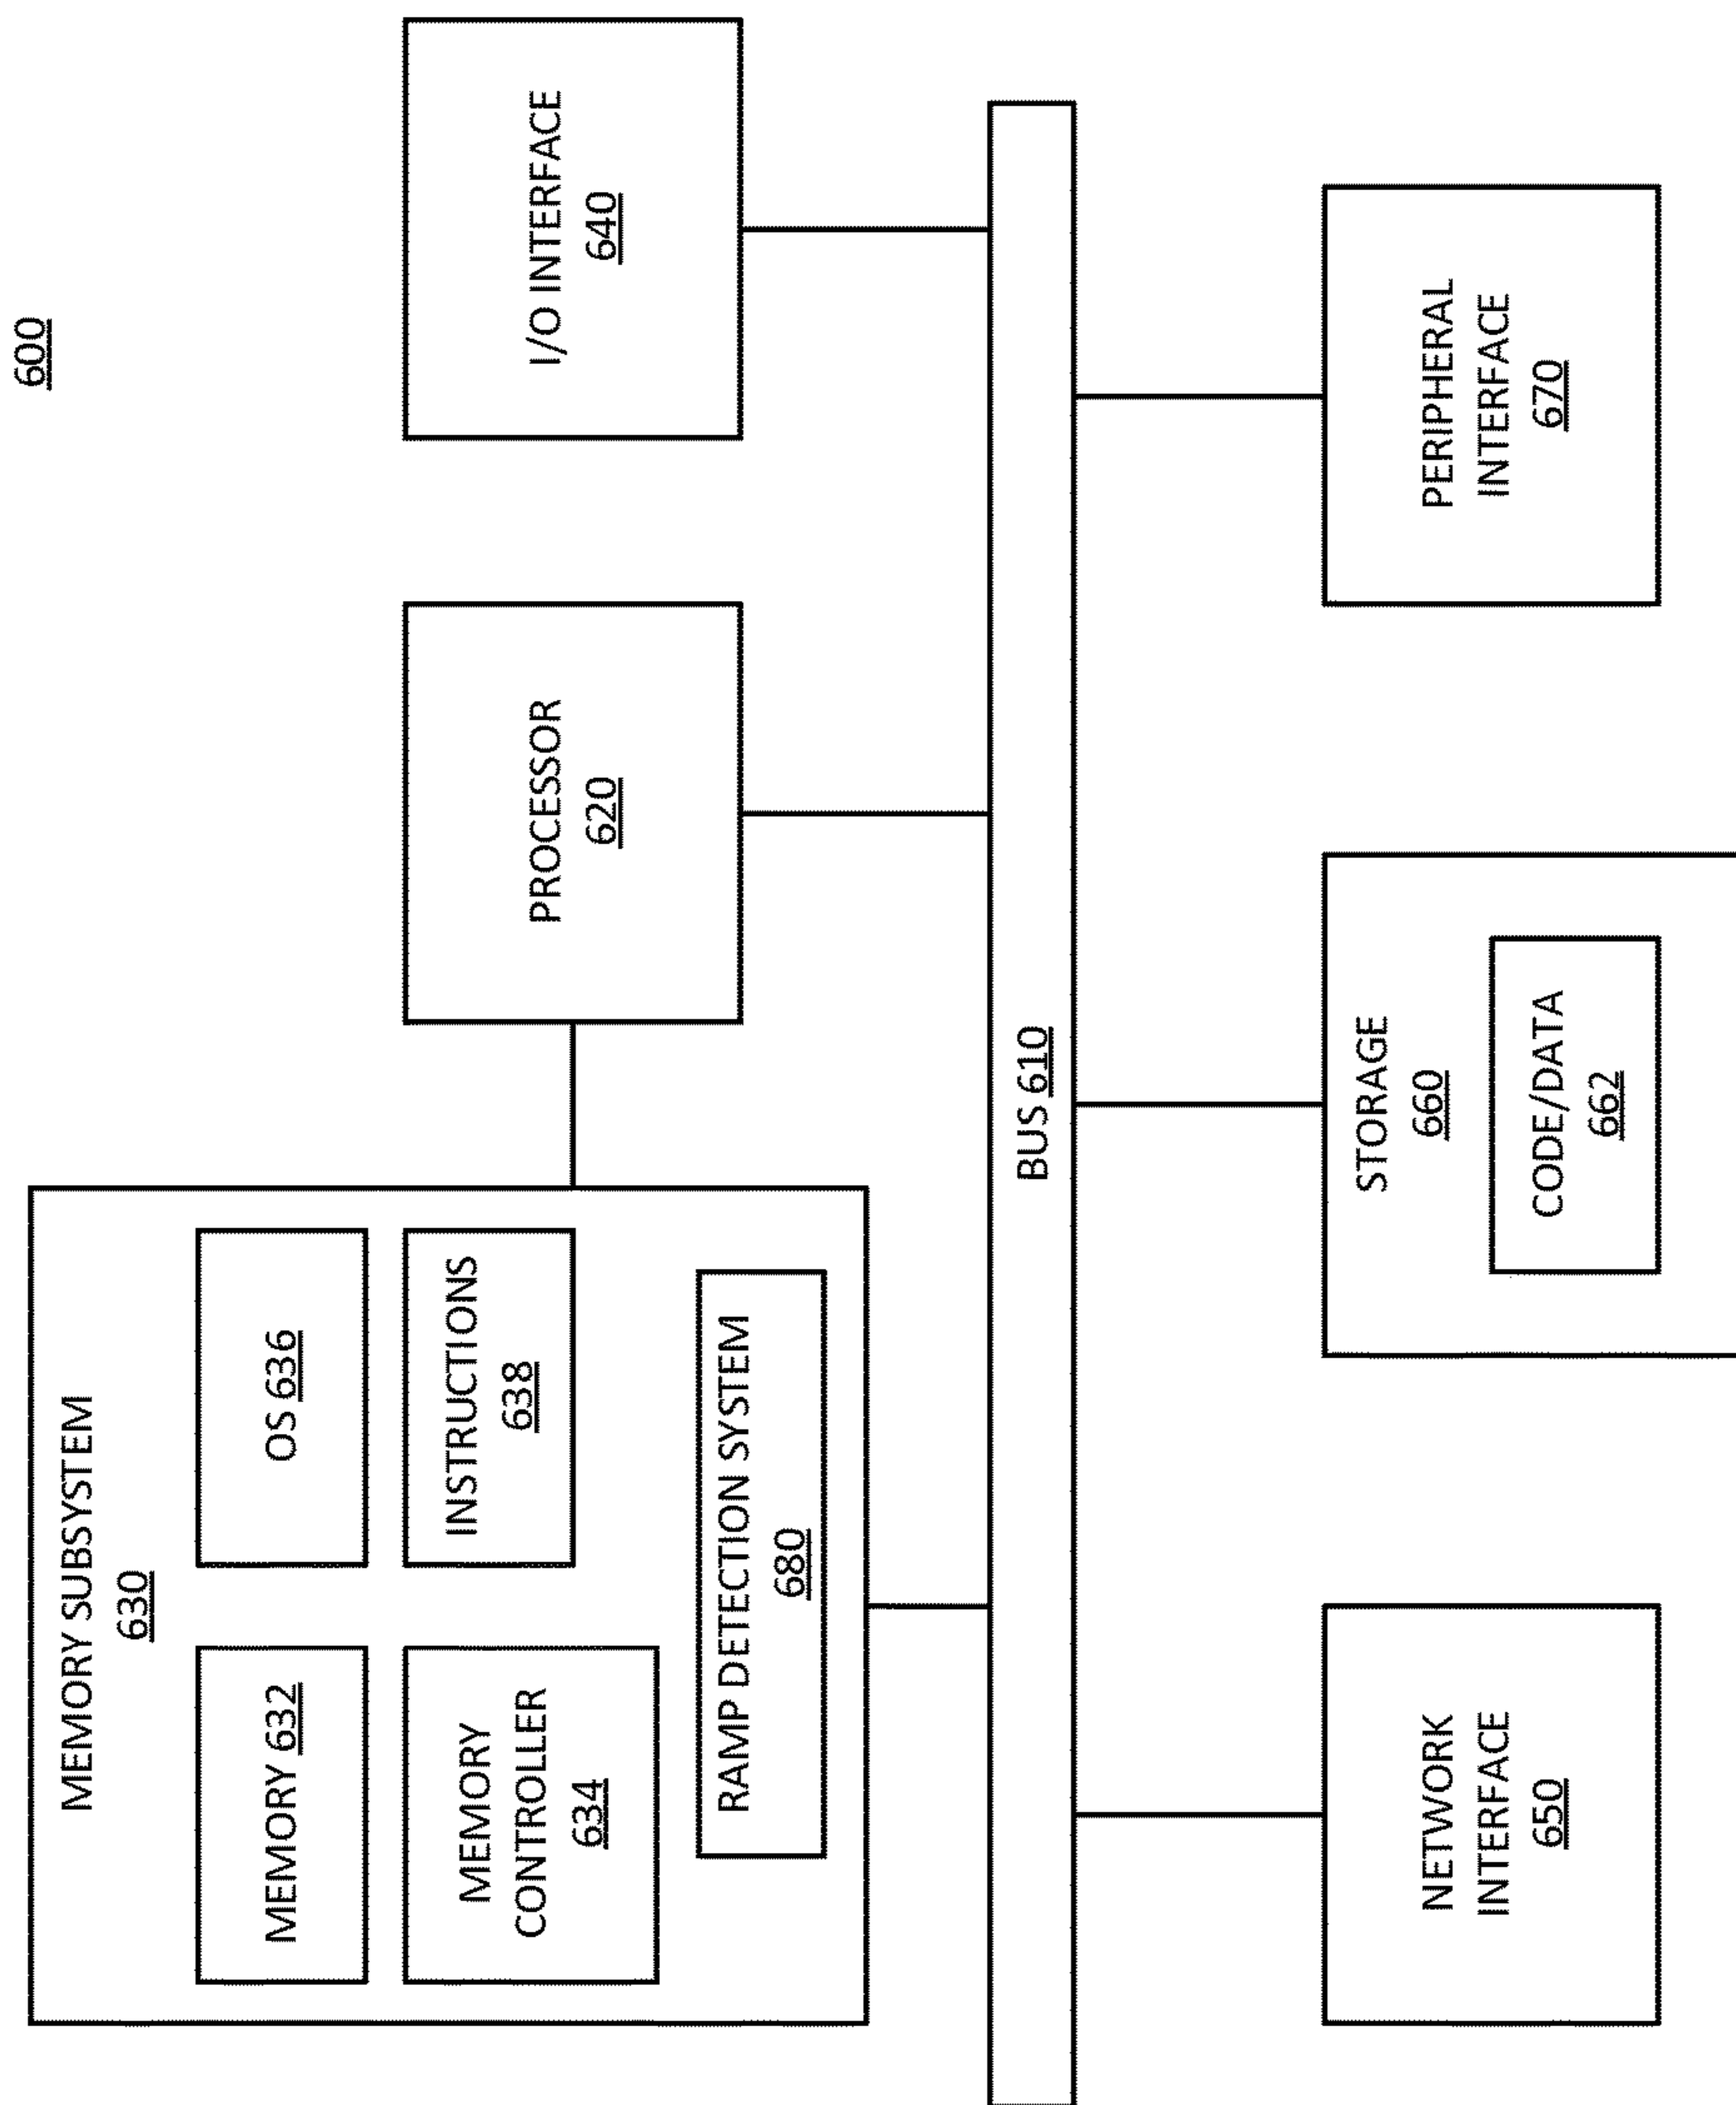 600
MEMORY SUBSYSTEM
630
MEMORY 632
OS 636
MEMORY
CONTROLLER
634
INSTRUCTIONS
638
RAMP DETECTION SYSTEM
680
PROCESSOR
620
I/O INTERFACE
640
BUS 610
NETWORK
INTERFACE
650
STORAGE
660
CODE/DATA
662
PERIPHERAL
INTERFACE
670